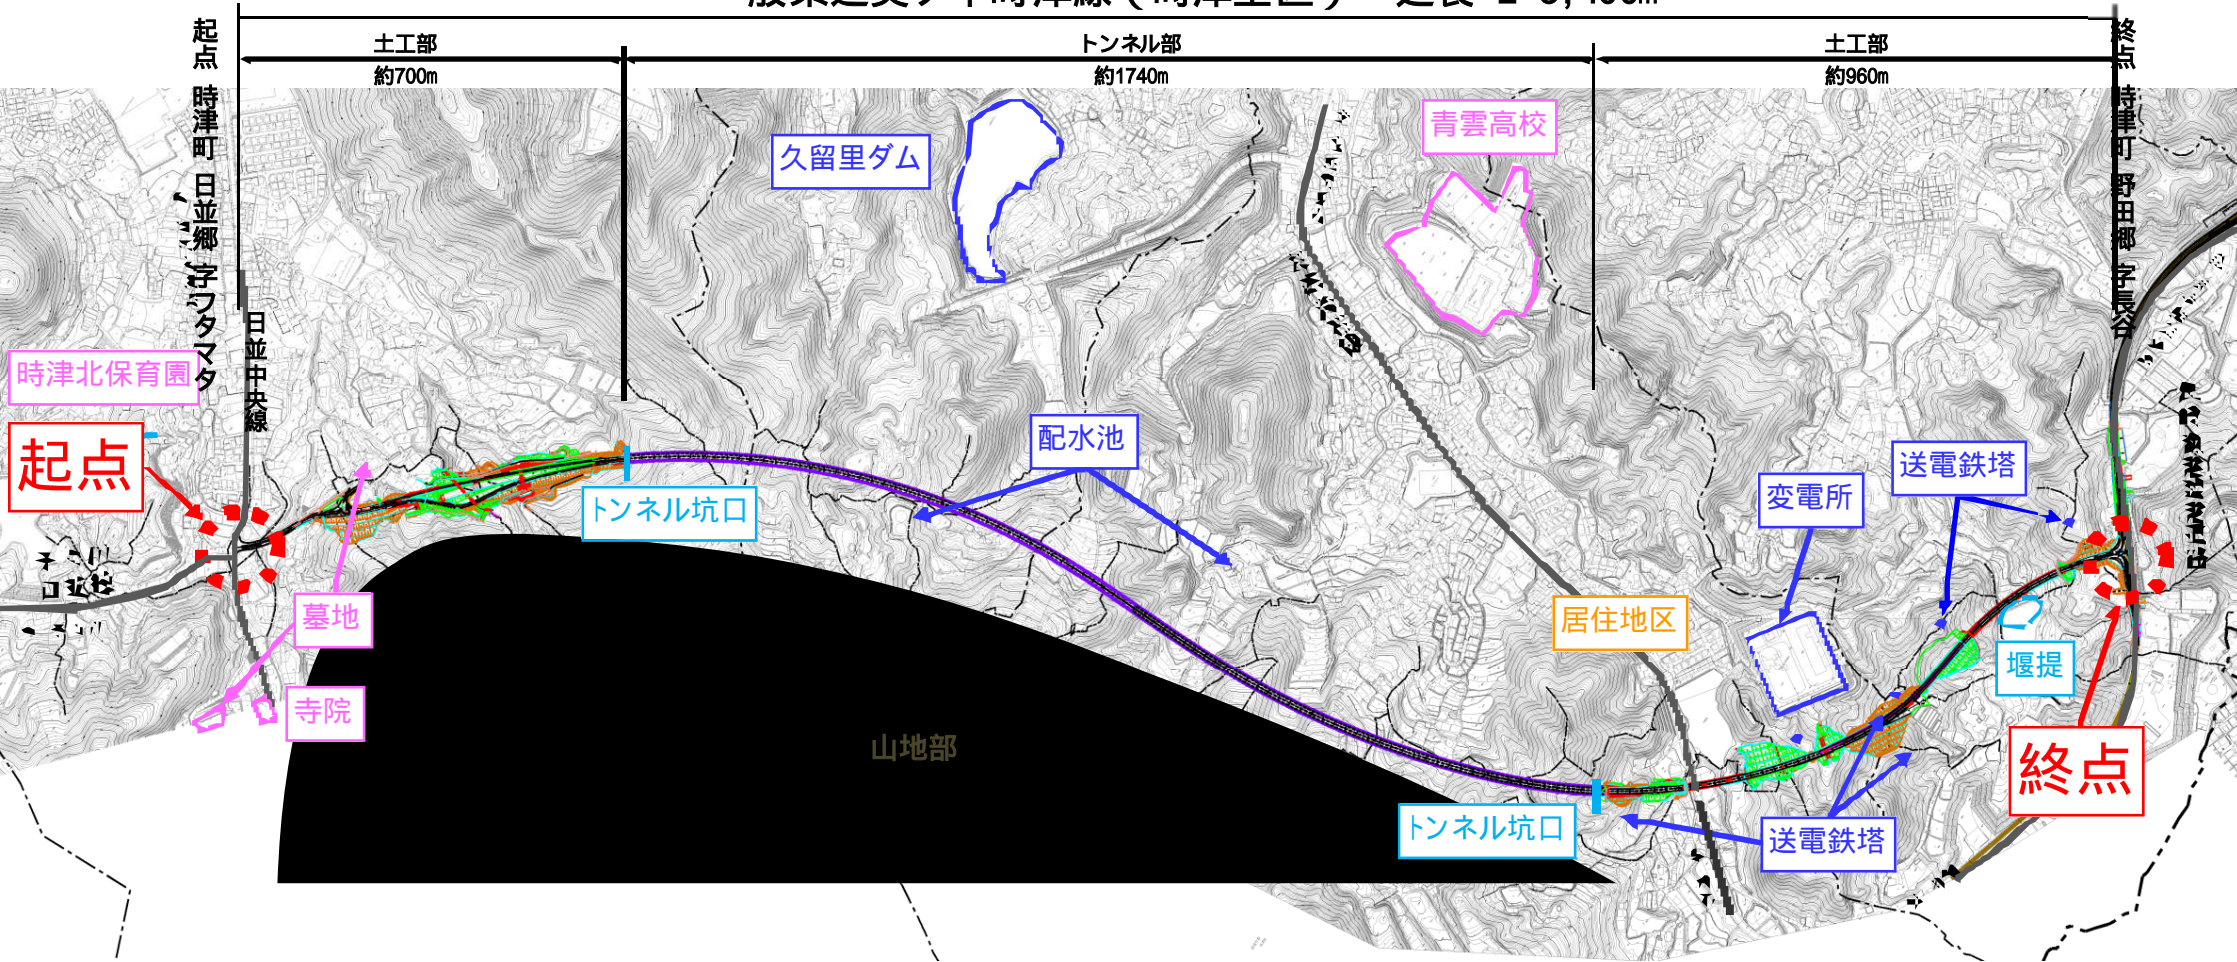 土工部
トンネル部
土工部
約700m
約1740m
約960m
起点 時津町 日並郷 字フタマタ
終点 時津町 野田郷 字長谷
日並中央線
久留里ダム
青雲高校
時津北保育園
起点
配水池
トンネル坑口
送電鉄塔
変電所
墓地
居住地区
堰提
寺院
山地部
終点
トンネル坑口
送電鉄塔